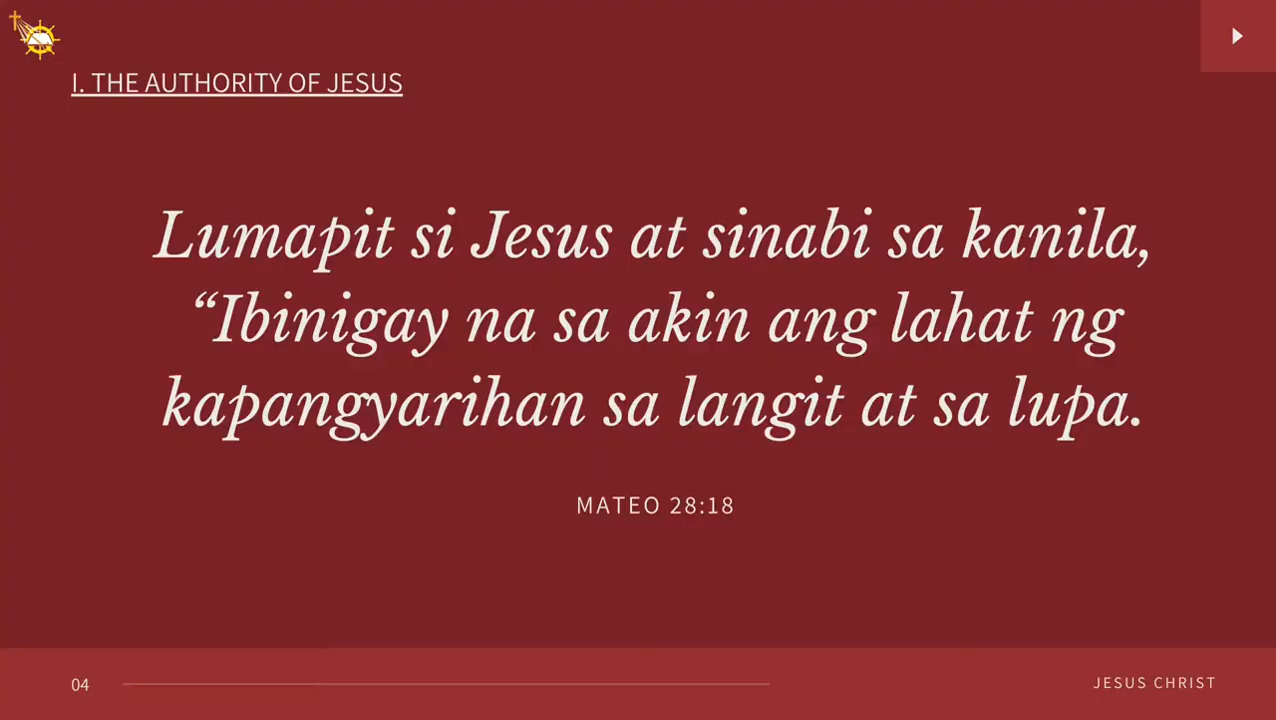 I. THE AUTHORITY OF JESUS
Lumapit si Jesus at sinabi sa kanila,
“Ibinigay na sa akin ang lahat ng
kapangyarihan sa langit at sa lupa.
MATEO 28:18
04
JESUS CHRIST